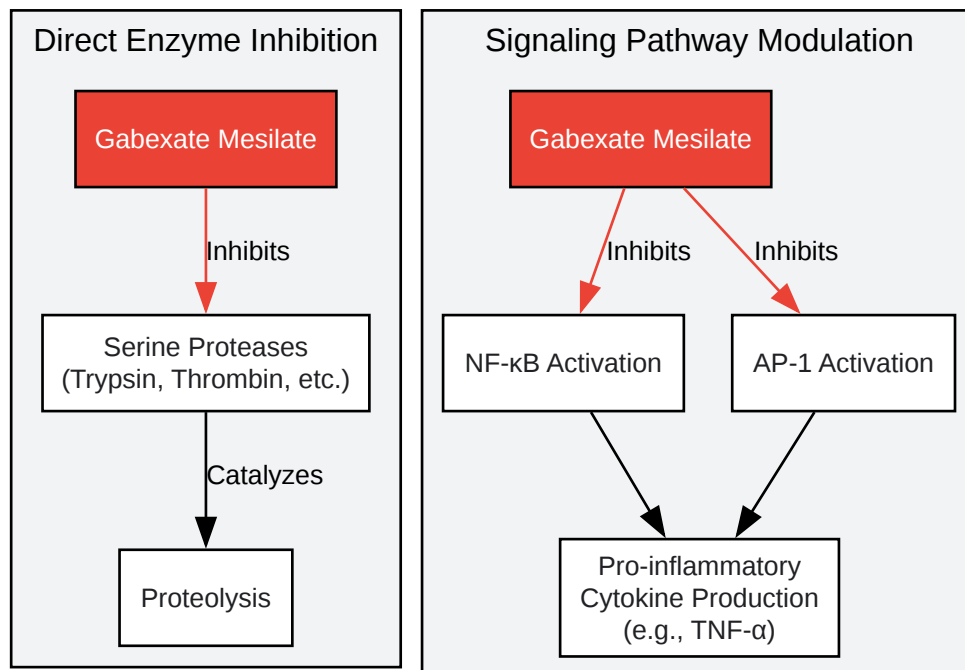 Direct Enzyme Inhibition
Gabexate Mesilate
Inhibits
Serine Proteases
(Trypsin, Thrombin, etc.)
Catalyzes
Proteolysis
Signaling Pathway Modulation
Gabexate Mesilate
Inhibits
Inhibits
NF-κB Activation
AP-1 Activation
Pro-inflammatory
Cytokine Production
(e.g., TNF-α)